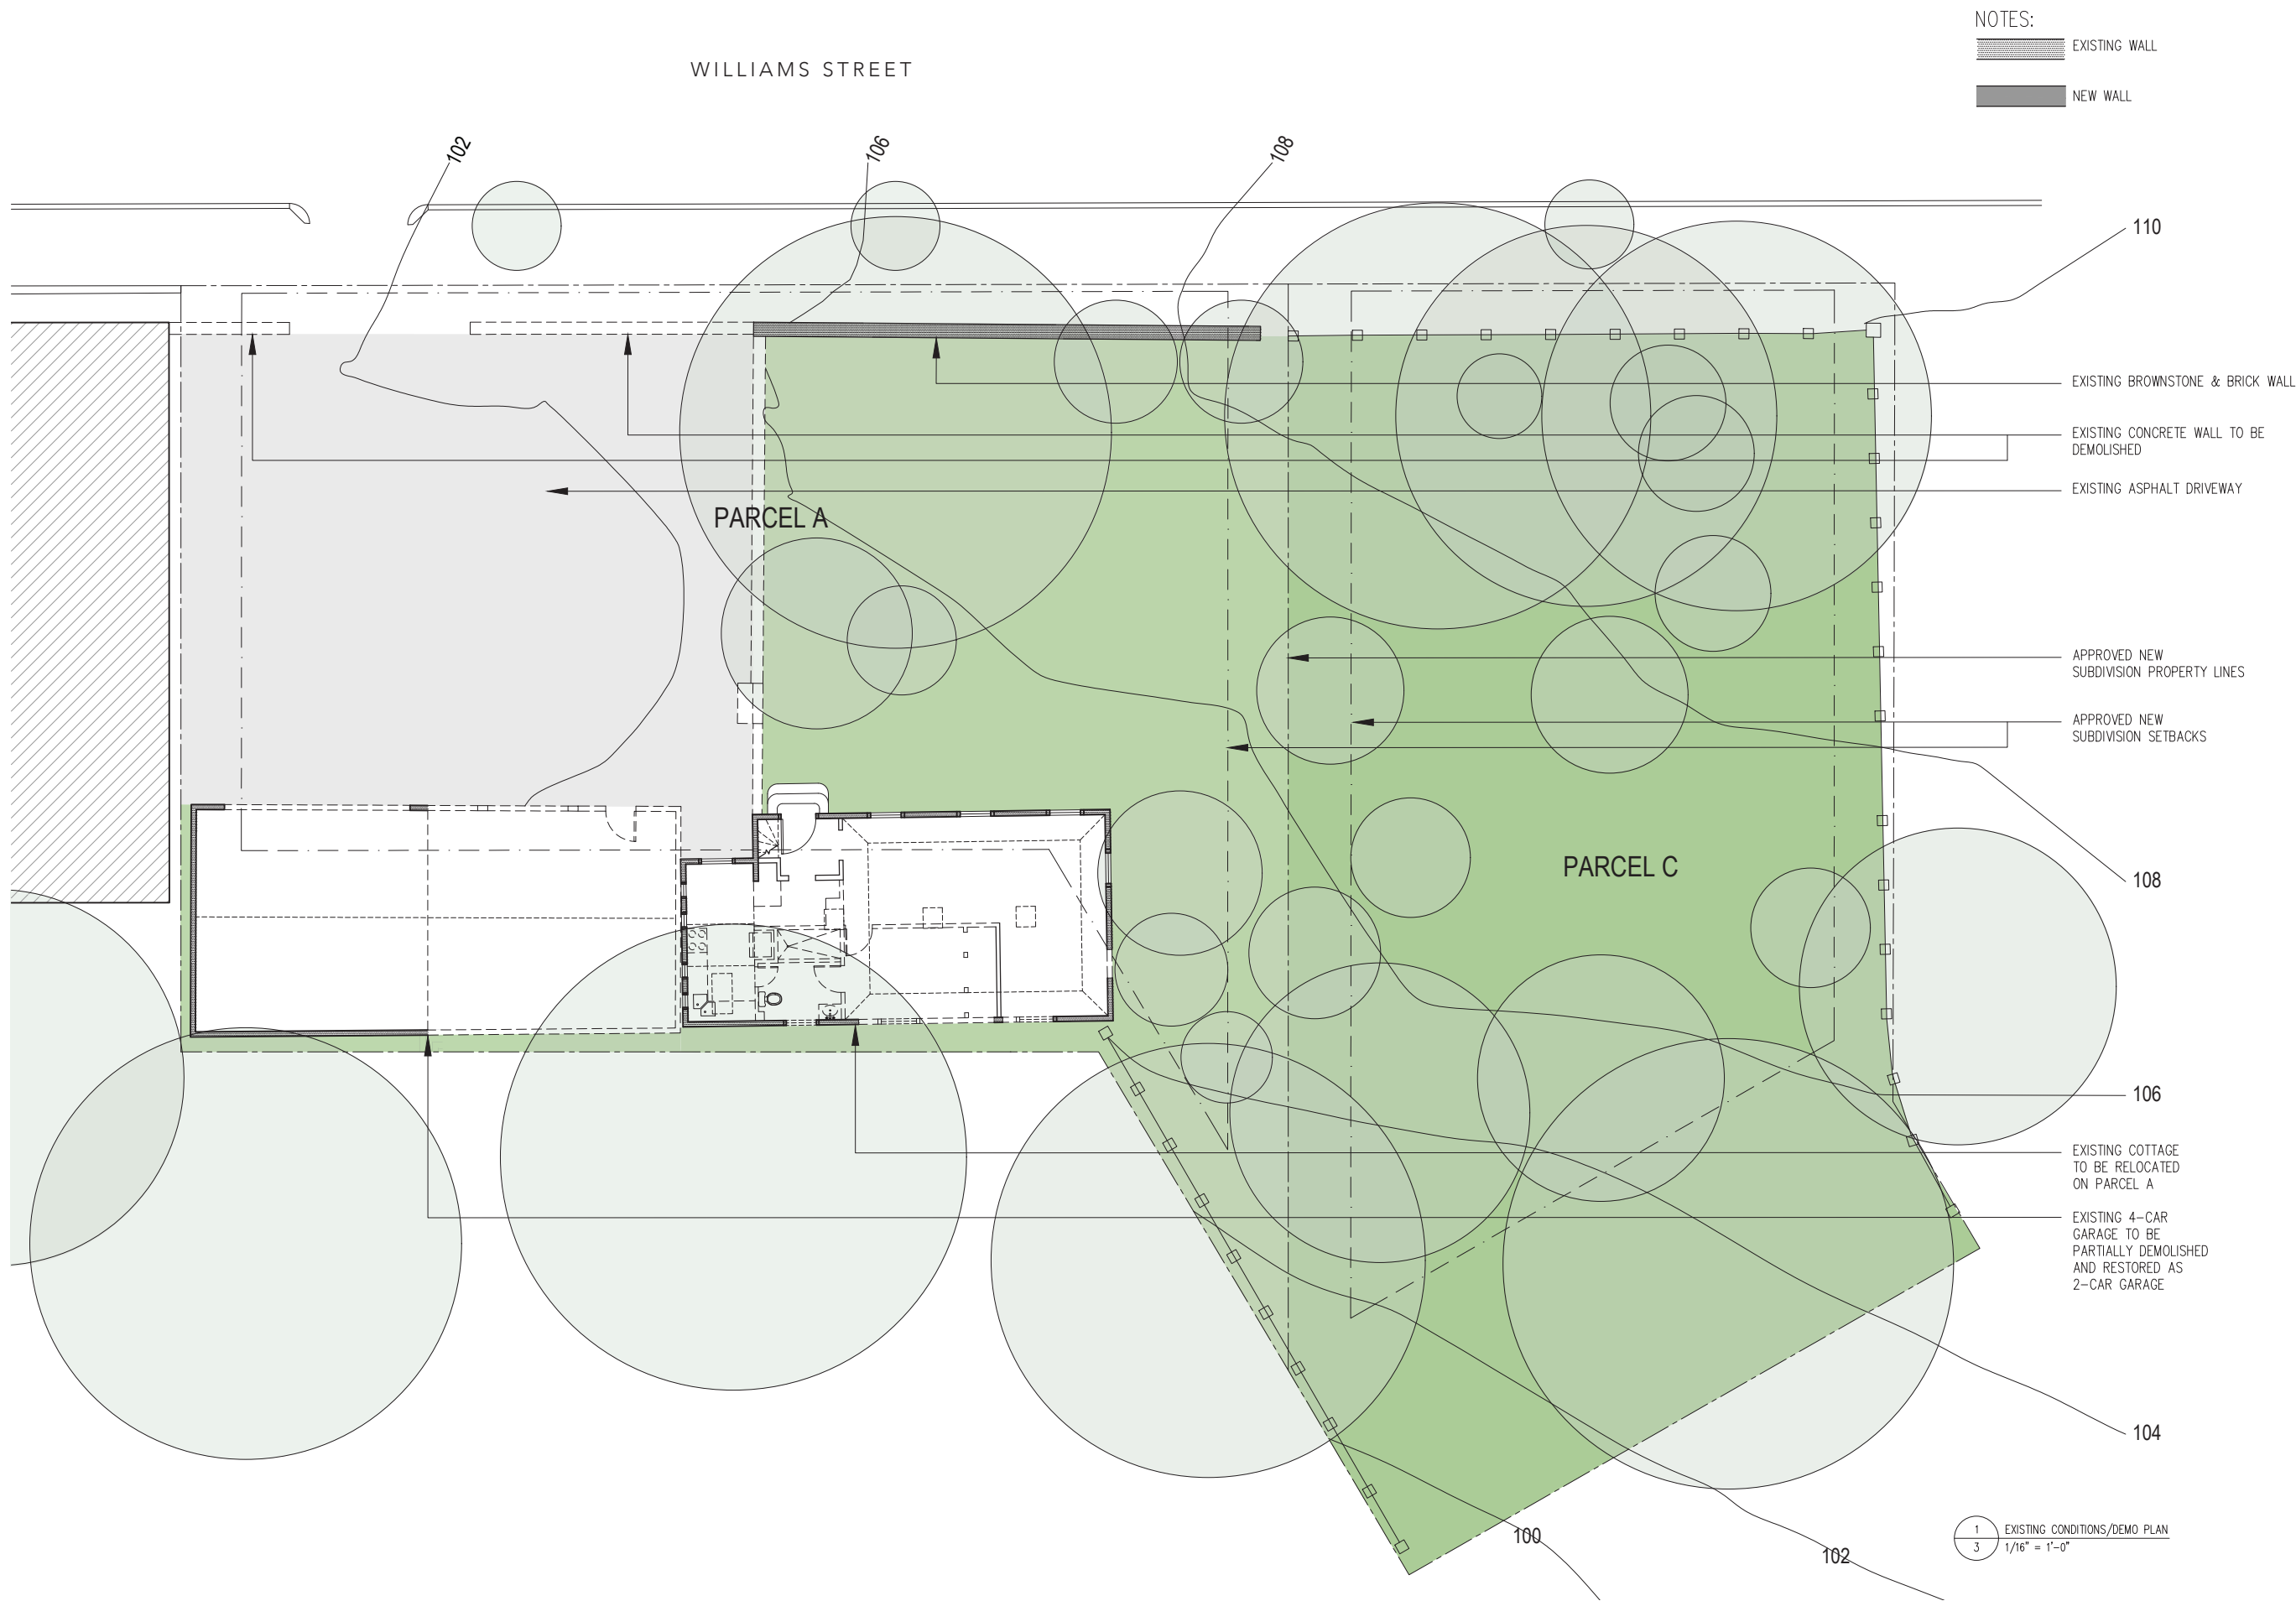 NOTES:
EXISTING WALL
WILLIAMS STREET
NEW WALL
102
106
108
110
EXISTING BROWNSTONE & BRICK WALL
EXISTING CONCRETE WALL TO BE
DEMOLISHED
EXISTING ASPHALT DRIVEWAY
PARCEL A
APPROVED NEW
SUBDIVISION PROPERTY LINES
APPROVED NEW
SUBDIVISION SETBACKS
PARCEL C
108
106
EXISTING COTTAGE
TO BE RELOCATED
ON PARCEL A
EXISTING 4-CAR
GARAGE TO BE
PARTIALLY DEMOLISHED
AND RESTORED AS
2-CAR GARAGE
104
100
102
1
3
EXISTING CONDITIONS/DEMO PLAN
1/16" = 1'-0"